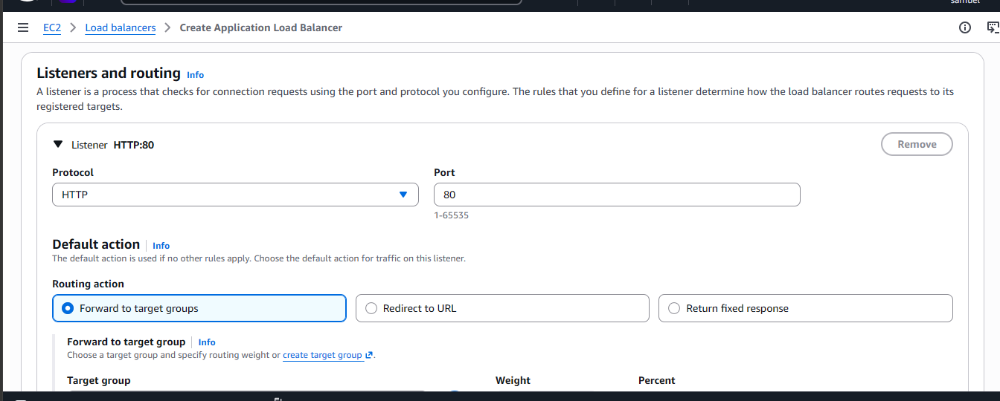 samuel
EC2 > Load balancers > Create Application Load Balancer
Listeners and routing Info
A listener is a process that checks for connection requests using the port and protocol you configure. The rules that you define for a listener determine how the load balancer routes requests to its
registered targets.
Listener HTTP:80
Remove
Protocol Port
HTTP 80
1-65535
Default action Info
The default action is used if no other rules apply. Choose the default action for traffic on this listener.
Routing action
Forward to target groups Redirect to URL Return fixed response
Forward to target group Info
Choose a target group and specify routing weight or create target group.
Target group Weight Percent